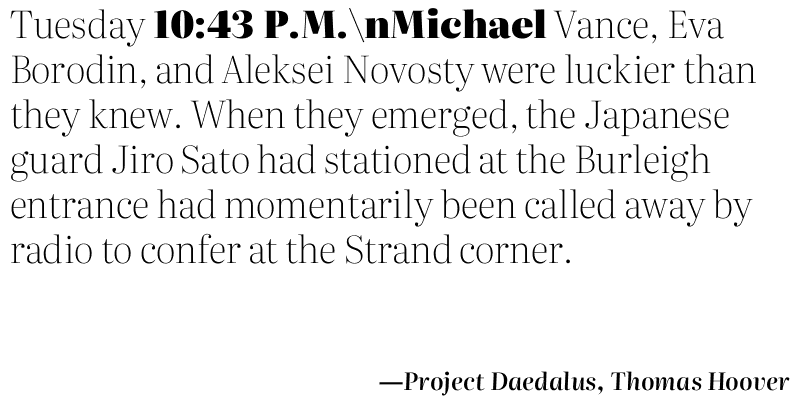 Tuesday 10:43 P.M.\nMichael Vance, Eva
Borodin, and Aleksei Novosty were luckier than
they knew. When they emerged, the Japanese
guard Jiro Sato had stationed at the Burleigh
entrance had momentarily been called away by
radio to confer at the Strand corner.
—Project Daedalus, Thomas Hoover